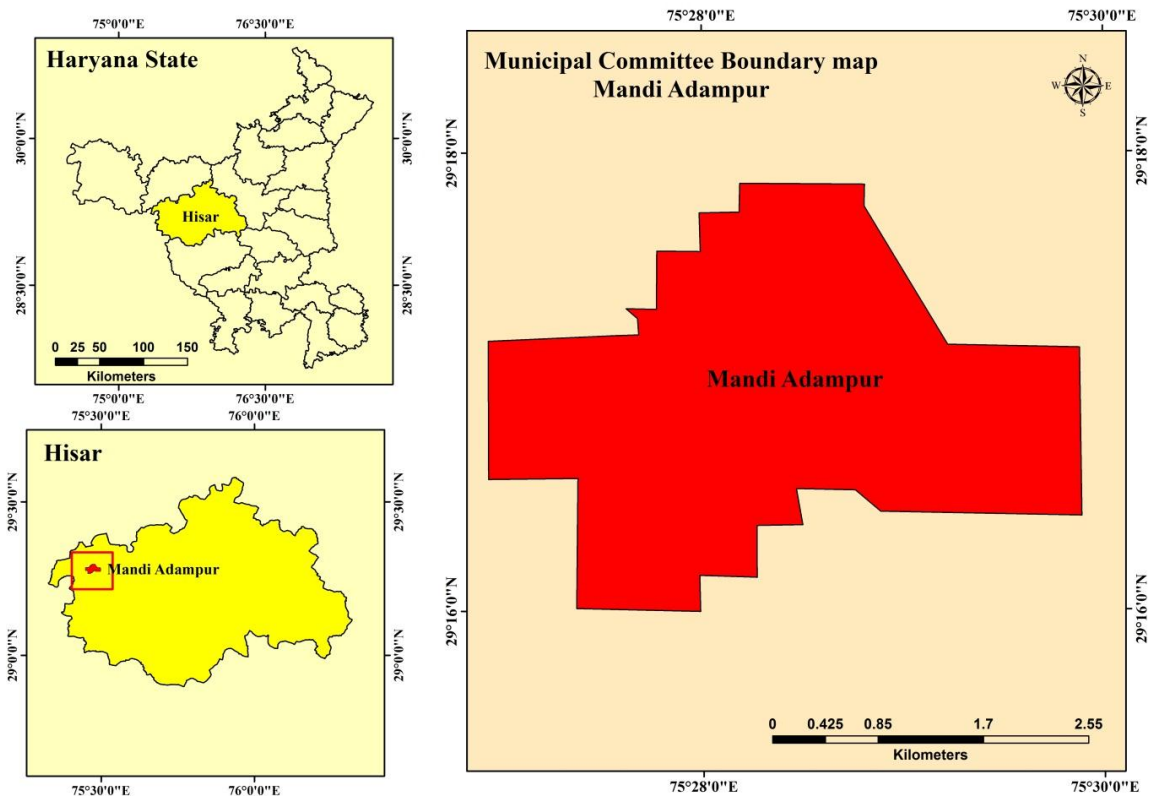 75°0'0"E 76°30'0"E
Haryana State
30°0'0"N
30°0'0"N
Hisar
28°30'0"N
28°30'0"N
0 25 50 100 150
Kilometers
75°0'0"E 76°30'0"E
75°30'0"E 76°0'0"E
Hisar
29°30'0"N
29°30'0"N
Mandi Adampur
29°0'0"N
29°0'0"N
75°30'0"E 76°0'0"E
75°28'0"E 75°30'0"E
Municipal Committee Boundary map
Mandi Adampur
N
W E
S
29°18'0"N
29°18'0"N
Mandi Adampur
29°16'0"N
29°16'0"N
0 0.425 0.85 1.7 2.55
Kilometers
75°28'0"E 75°30'0"E